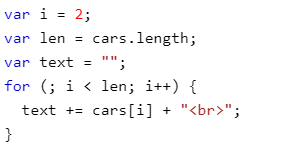 var i = 2;
var len = cars.length;
var text = "";
for (; i < len; i++) {
  text += cars[i] + "<br>";
}